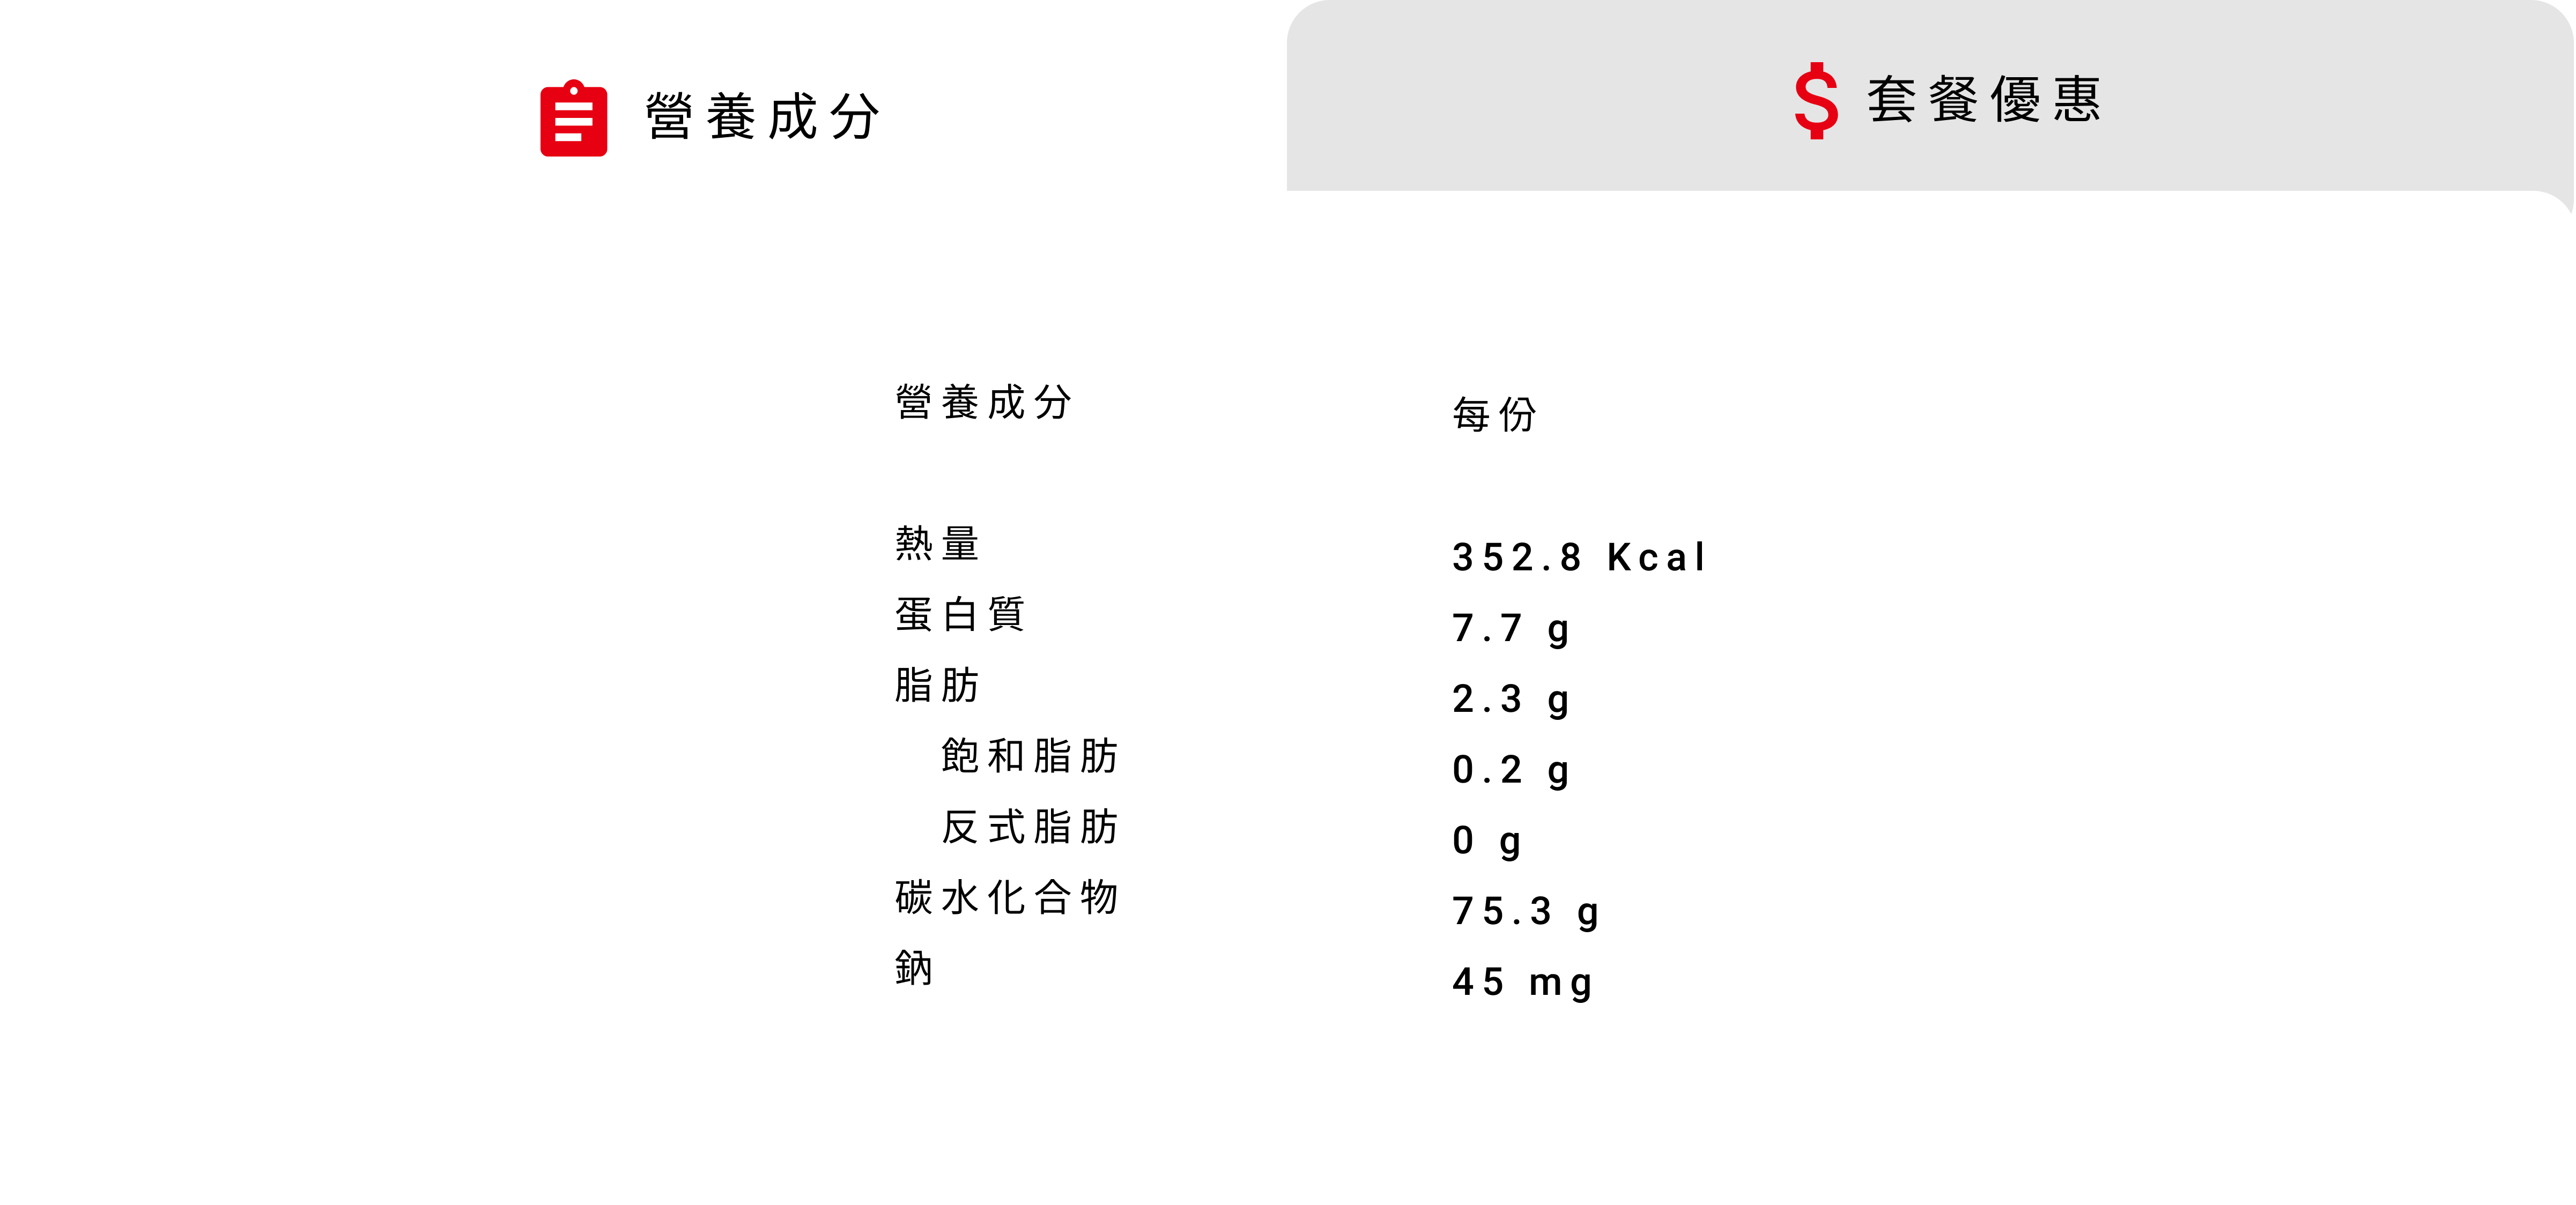 營養成分
套餐優惠
營養成分 每份
熱量 352.8 Kcal
蛋白質 7.7 g
脂肪 2.3 g
飽和脂肪 0.2 g
反式脂肪 0 g
碳水化合物 75.3 g
鈉 45 mg